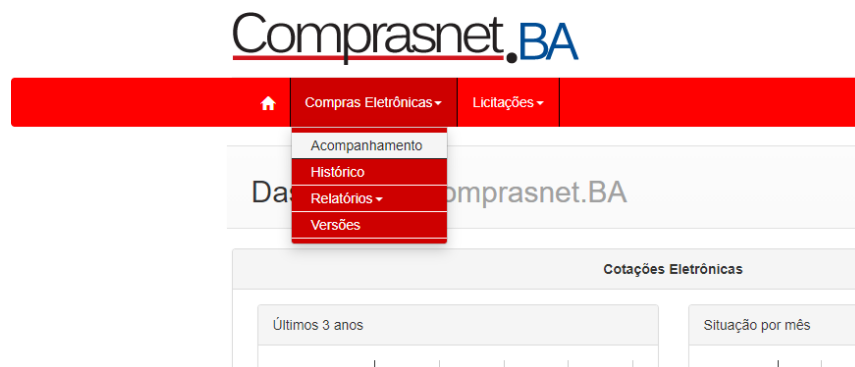 Comprasnet.BA
Compras Eletrônicas Licitações
Acompanhamento
Histórico
Relatórios
Versões
omprasnet.BA
Cotações Eletrônicas
Últimos 3 anos
Situação por mês